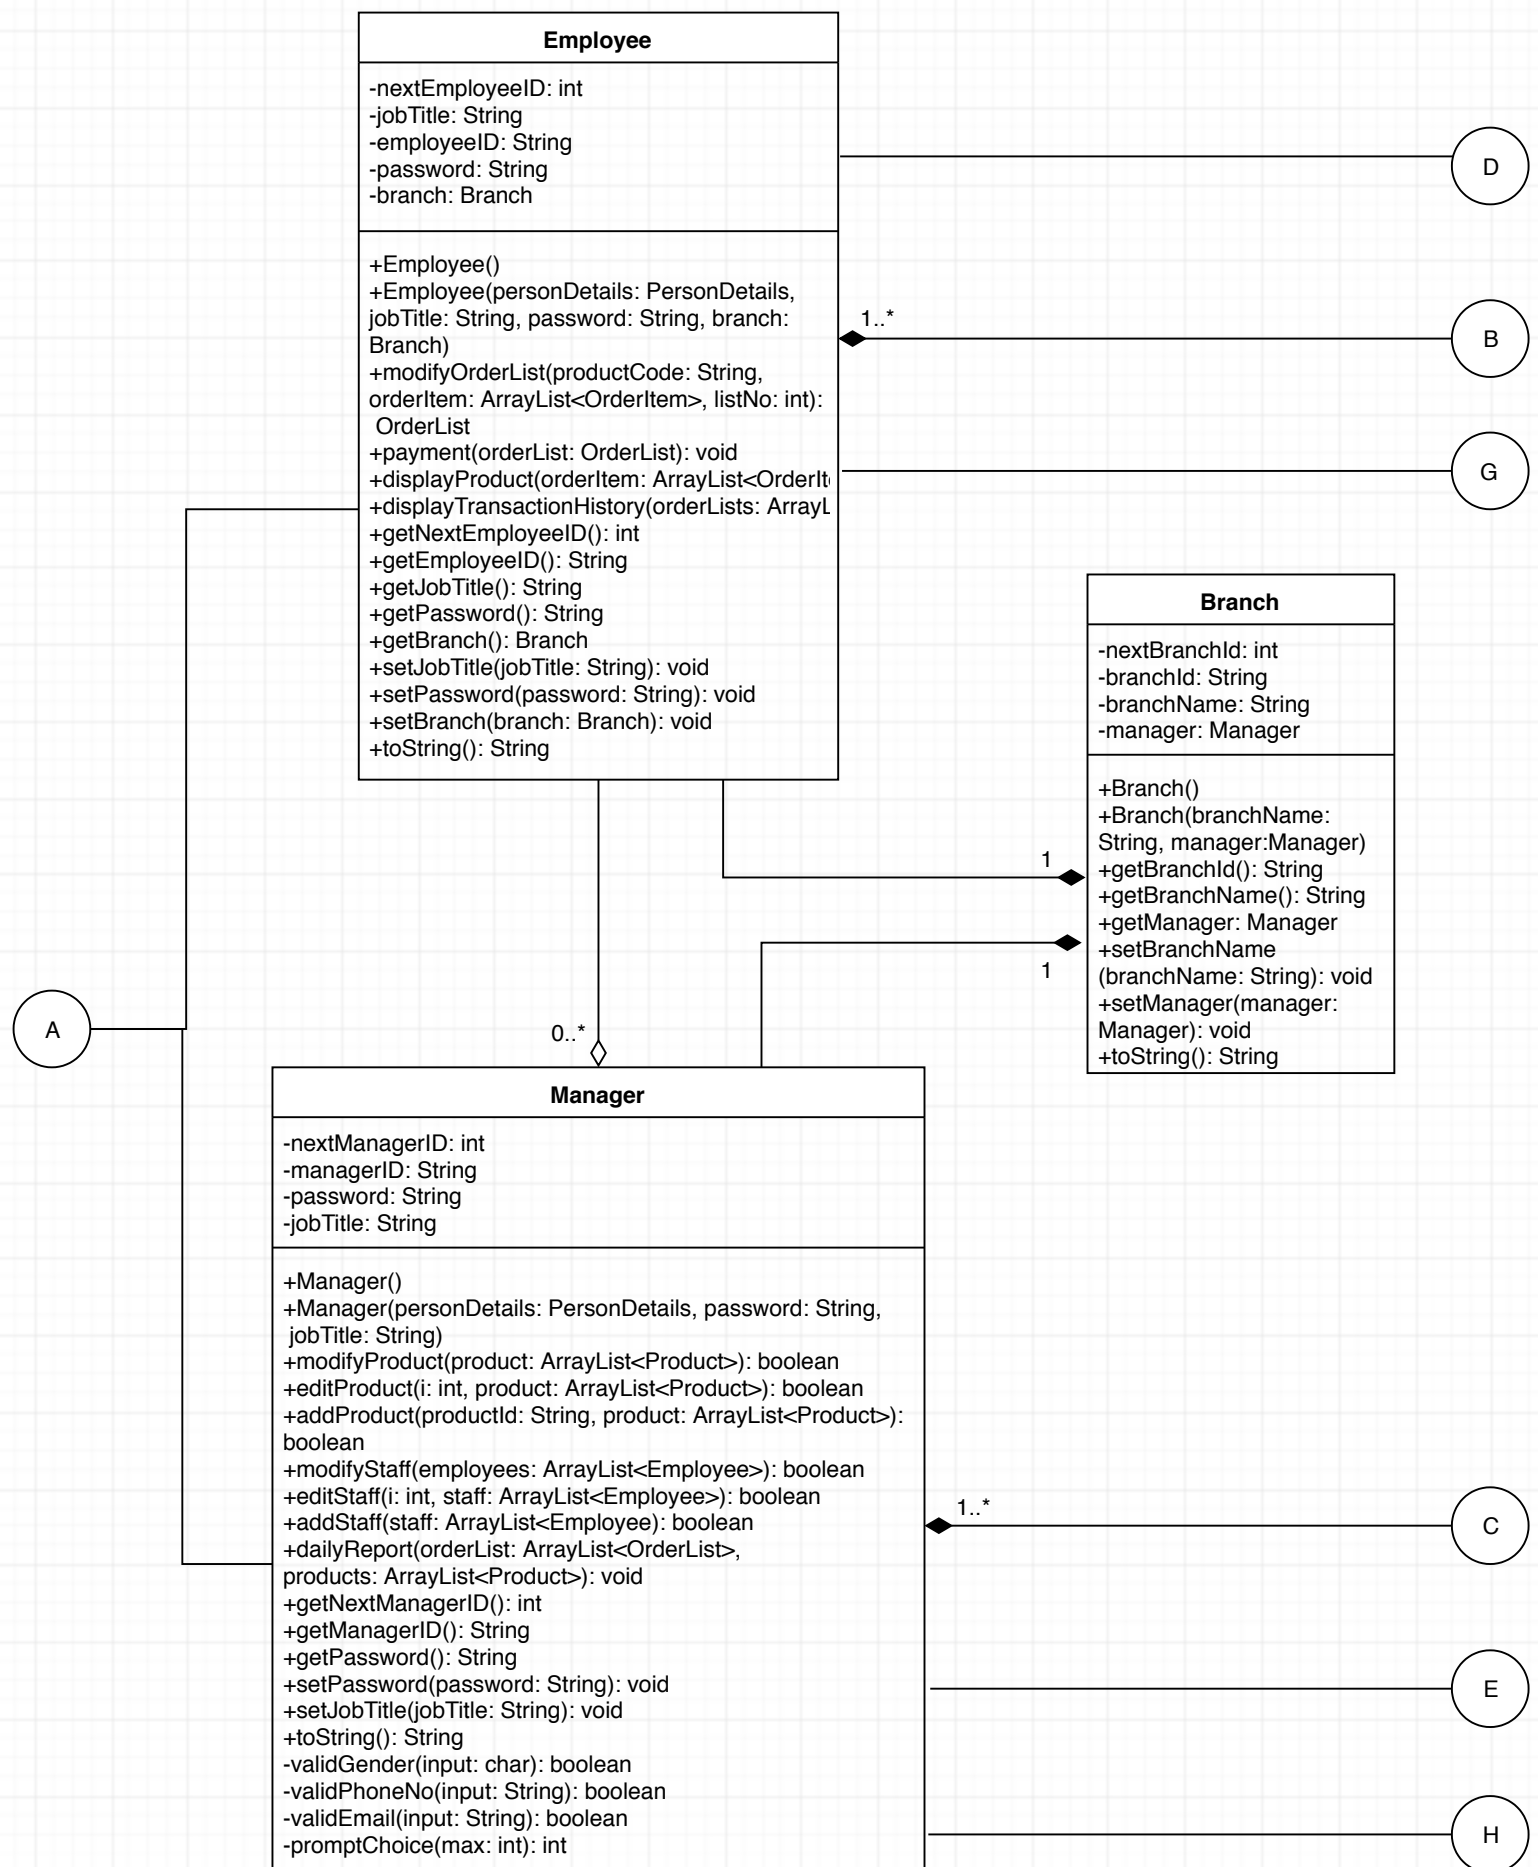 Employee
-nextEmployeeID: int
-jobTitle: String
-employeeID: String
-password: String
-branch: Branch
+Employee()
+Employee(personDetails: PersonDetails,
jobTitle: String, password: String, branch:
Branch)
+modifyOrderList(productCode: String,
orderItem: ArrayList<OrderItem>, listNo: int):
OrderList
+payment(orderList: OrderList): void
+displayProduct(orderItem: ArrayList<OrderIt
+displayTransactionHistory(orderLists: ArrayL
+getNextEmployeeID(): int
+getEmployeeID(): String
+getJobTitle(): String
+getPassword(): String
+getBranch(): Branch
+setJobTitle(jobTitle: String): void
+setPassword(password: String): void
+setBranch(branch: Branch): void
+toString(): String
D
1..*
B
G
Branch
-nextBranchId: int
-branchId: String
-branchName: String
-manager: Manager
+Branch()
+Branch(branchName:
String, manager:Manager)
+getBranchId(): String
+getBranchName(): String
+getManager: Manager
+setBranchName
(branchName: String): void
+setManager(manager:
Manager): void
+toString(): String
1
1
A
0..*
Manager
-nextManagerID: int
-managerID: String
-password: String
-jobTitle: String
+Manager()
+Manager(personDetails: PersonDetails, password: String,
jobTitle: String)
+modifyProduct(product: ArrayList<Product>): boolean
+editProduct(i: int, product: ArrayList<Product>): boolean
+addProduct(productId: String, product: ArrayList<Product>):
boolean
+modifyStaff(employees: ArrayList<Employee>): boolean
+editStaff(i: int, staff: ArrayList<Employee>): boolean
+addStaff(staff: ArrayList<Employee): boolean
+dailyReport(orderList: ArrayList<OrderList>,
products: ArrayList<Product>): void
+getNextManagerID(): int
+getManagerID(): String
+getPassword(): String
+setPassword(password: String): void
+setJobTitle(jobTitle: String): void
+toString(): String
-validGender(input: char): boolean
-validPhoneNo(input: String): boolean
-validEmail(input: String): boolean
-promptChoice(max: int): int
1..*
C
E
H